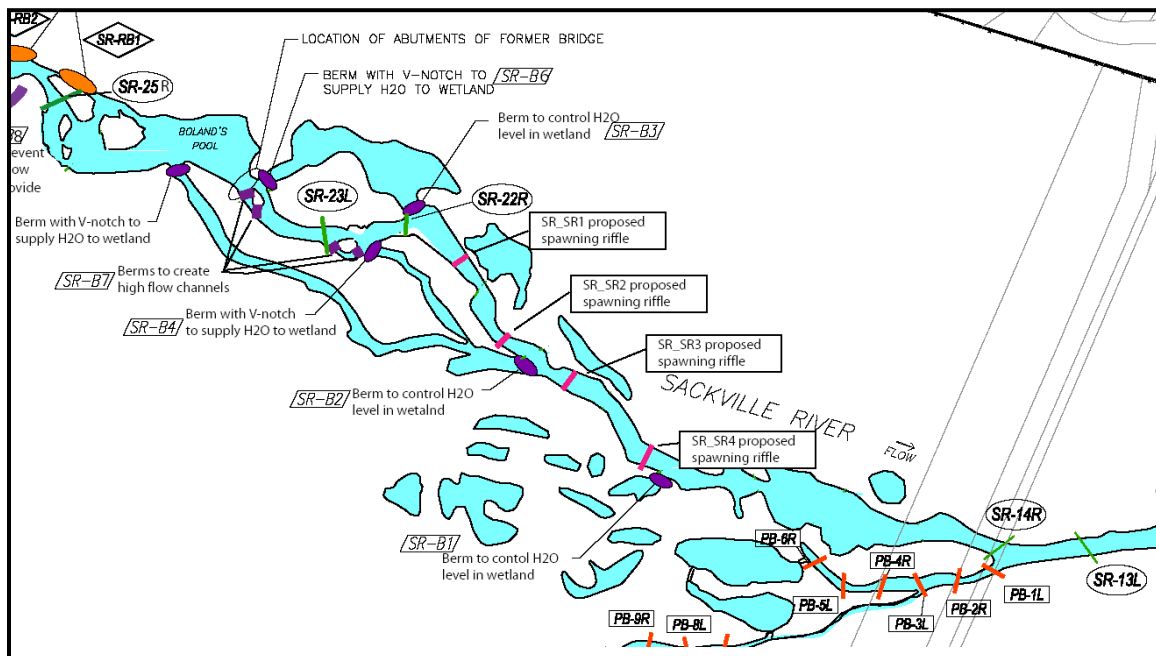 -RB2
SR-RB1
LOCATION OF ABUTMENTS OF FORMER BRIDGE
SR-25 R
BERM WITH V-NOTCH TO
SUPPLY H2O TO WETLAND
SR-B6
Berm to control H2O
level in wetland
SR-B3
BOLAND'S
POOL
B8
event
ow
ovide
SR-23L
SR-22R
Berm with V-notch to
supply H2O to wetland
SR_SR1 proposed
spawning riffle
SR-B7
Berms to create
high flow channels
SR_SR2 proposed
spawning riffle
SR-B4
Berm with V-notch
to supply H2O to wetland
SR_SR3 proposed
spawning riffle
SR-B2
Berm to control H2O
level in wetalnd
SACKVILLE RIVER
FLOW
SR_SR4 proposed
spawning riffle
SR-B1
Berm to contol H2O
level in wetland
SR-14R
SR-13L
PB-6R
PB-4R
PB-5L
PB-3L
PB-2R
PB-1L
PB-9R
PB-8L